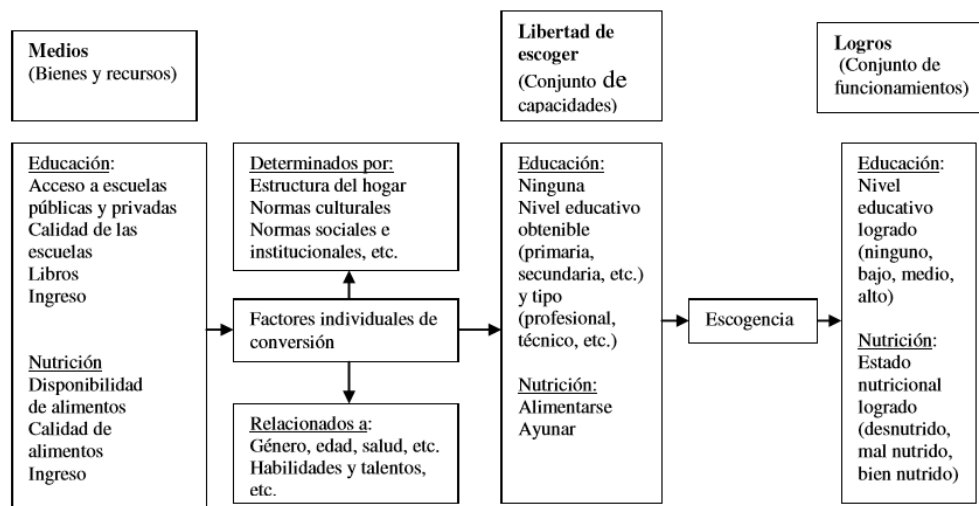 Medios
(Bienes y recursos)
Libertad de
escoger
(Conjunto de
capacidades)
Logros
(Conjunto de
funcionamientos)
Educación:
Acceso a escuelas
públicas y privadas
Calidad de las
escuelas
Libros
Ingreso
Nutrición
Disponibilidad
de alimentos
Calidad de
alimentos
Ingreso
Determinados por:
Estructura del hogar
Normas culturales
Normas sociales e
institucionales, etc.
Factores individuales de
conversión
Relacionados a:
Género, edad, salud, etc.
Habilidades y talentos,
etc.
Educación:
Ninguna
Nivel educativo
obtenible
(primaria,
secundaria, etc.)
y tipo
(profesional,
técnico, etc.)
Nutrición:
Alimentarse
Ayunar
Escogencia
Educación:
Nivel
educativo
logrado
(ninguno,
bajo, medio,
alto)
Nutrición:
Estado
nutricional
logrado
(desnutrido,
mal nutrido,
bien nutrido)